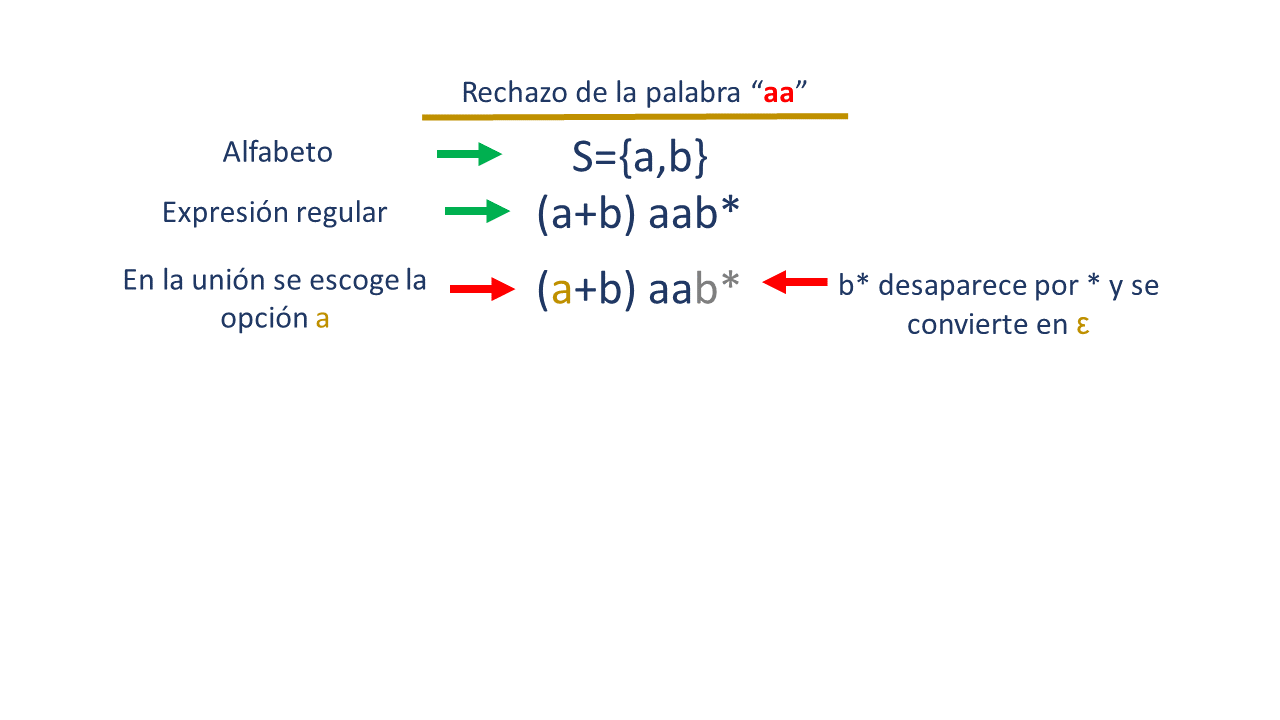 Rechazo de la palabra “aa”
Alfabeto
S={a,b}
Expresión regular
(a+b) aab*
En la unión se escoge la
opción a
(a+b) aab*
b* desaparece por * y se
convierte en ε